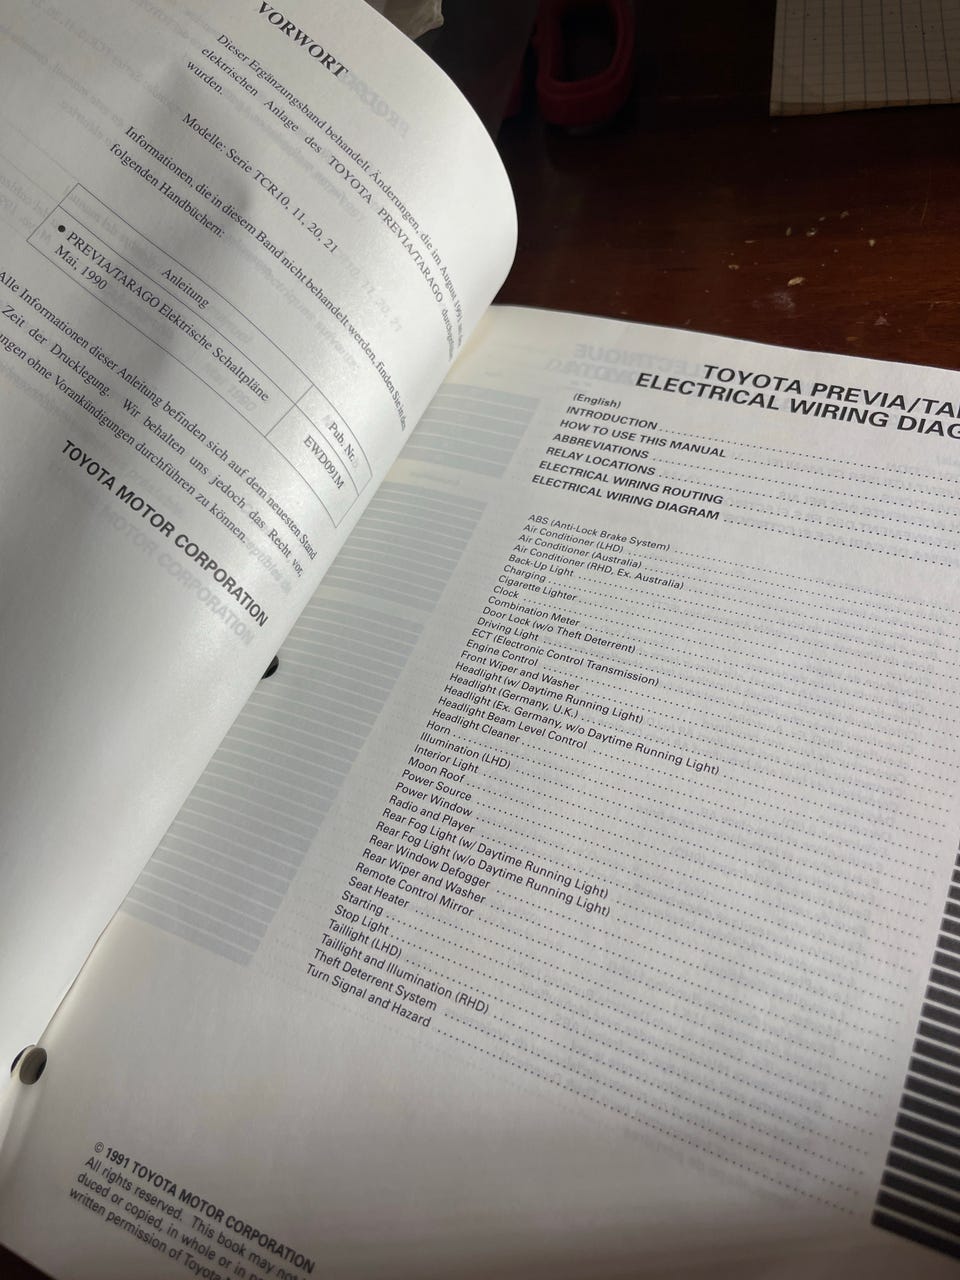 VORWORT
Dieser Ergänzungsband behandelt Änderungen, die im August 1991 an der
elektrischen Anlage des TOYOTA PREVIA/TARAGO
wurden.
Modelle: Serie TCR10, 11, 20, 21
Informationen, die in diesem Band nicht behandelt werden, finden Sie in den
folgenden Handbüchern:
Anleitung
Pub. Nr.
● PREVIA/TARAGO Elektrische Schaltpläne
Mai, 1990
EWD091M
Alle Informationen dieser Anleitung befinden sich auf dem neuesten Stand
Zeit der Drucklegung. Wir behalten uns jedoch das Recht vor,
ohne Vorankündigungen durchführen zu können.
TOYOTA MOTOR CORPORATION
TOYOTA
ELECTRICAL WIRING
(English)
INTRODUCTION
HOW TO USE THIS MANUAL
ABBREVIATIONS
RELAY LOCATIONS
ELECTRICAL WIRING ROUTING
ELECTRICAL WIRING DIAGRAM
ABS (Anti-Lock Brake System)
Air Conditioner (LHD)
Air Conditioner (Australia)
Air Conditioner (RHD, Ex. Australia)
Back-Up Light
Charging
Cigarette Lighter
Clock
Combination Meter
Door Lock (w/o Theft Deterrent)
Driving Light
ECT (Electronic Control Transmission)
Engine Control
Front Wiper and Washer
Headlight (w/ Daytime Running Light)
Headlight (Germany, U.K.)
Headlight (Ex. Germany, w/o Daytime Running Light)
Headlight Beam Level Control
Headlight Cleaner
Horn
Illumination (LHD)
Interior Light
Moon Roof
Power Source
Power Window
Radio and Player
Rear Fog Light (w/ Daytime Running Light)
Rear Fog Light (w/o Daytime Running Light)
Rear Window Defogger
Rear Wiper and Washer
Remote Control Mirror
Seat Heater
Starting
Stop Light
Taillight (LHD)
Taillight and Illumination (RHD)
Theft Deterrent System
Turn Signal and Hazard
© 1991 TOYOTA MOTOR CORPORATION
All rights reserved. This book may not
duced or copied, in whole or in
written permission of Toyota